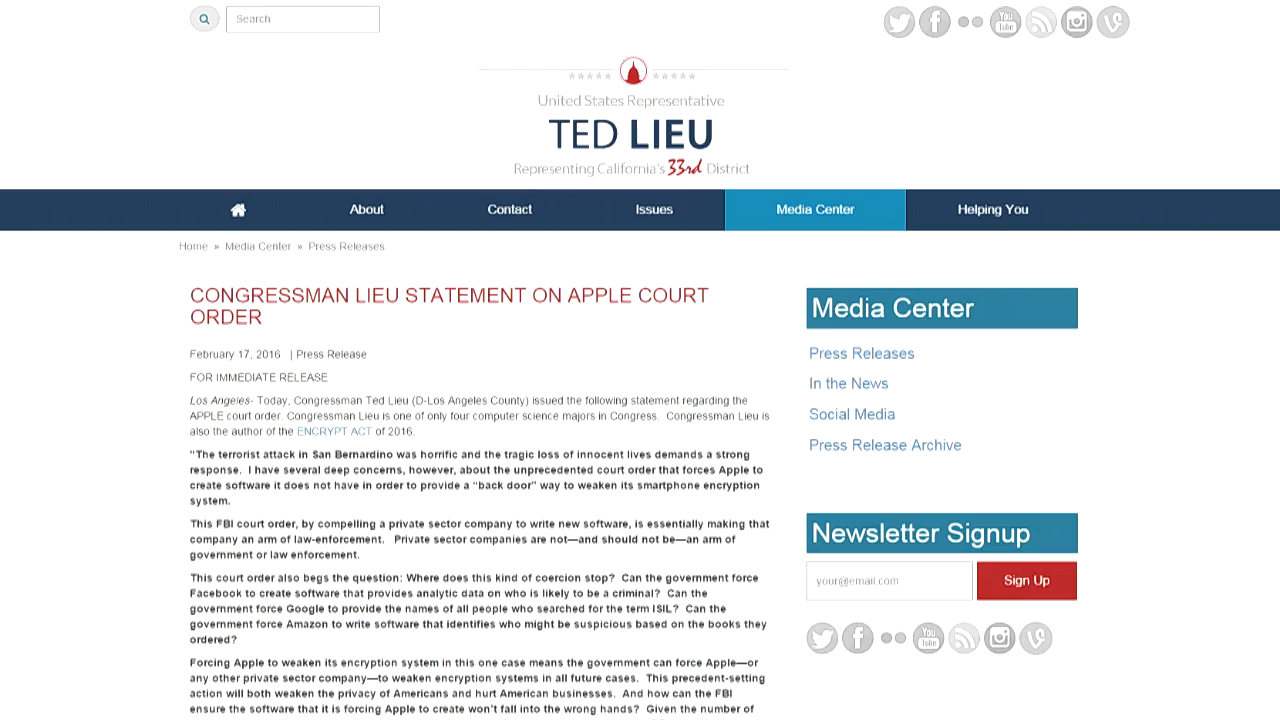 Search
United States Representative
TED LIEU
Representing California's 33rd District
About Contact Issues Media Center Helping You
Home » Media Center » Press Releases
CONGRESSMAN LIEU STATEMENT ON APPLE COURT
ORDER
February 17, 2016 | Press Release
FOR IMMEDIATE RELEASE
Los Angeles- Today, Congressman Ted Lieu (D-Los Angeles County) issued the following statement regarding the
APPLE court order. Congressman Lieu is one of only four computer science majors in Congress. Congressman Lieu is
also the author of the ENCRYPT ACT of 2016.
"The terrorist attack in San Bernardino was horrific and the tragic loss of innocent lives demands a strong
response. I have several deep concerns, however, about the unprecedented court order that forces Apple to
create software it does not have in order to provide a “back door” way to weaken its smartphone encryption
system.
This FBI court order, by compelling a private sector company to write new software, is essentially making that
company an arm of law-enforcement. Private sector companies are not—and should not be—an arm of
government or law enforcement.
This court order also begs the question: Where does this kind of coercion stop? Can the government force
Facebook to create software that provides analytic data on who is likely to be a criminal? Can the
government force Google to provide the names of all people who searched for the term ISIL? Can the
government force Amazon to write software that identifies who might be suspicious based on the books they
ordered?
Forcing Apple to weaken its encryption system in this one case means the government can force Apple—or
any other private sector company—to weaken encryption systems in all future cases. This precedent-setting
action will both weaken the privacy of Americans and hurt American businesses. And how can the FBI
ensure the software that it is forcing Apple to create won't fall into the wrong hands? Given the number of
Media Center
Press Releases
In the News
Social Media
Press Release Archive
Newsletter Signup
your@email.com Sign Up
You
Tube
You
Tube